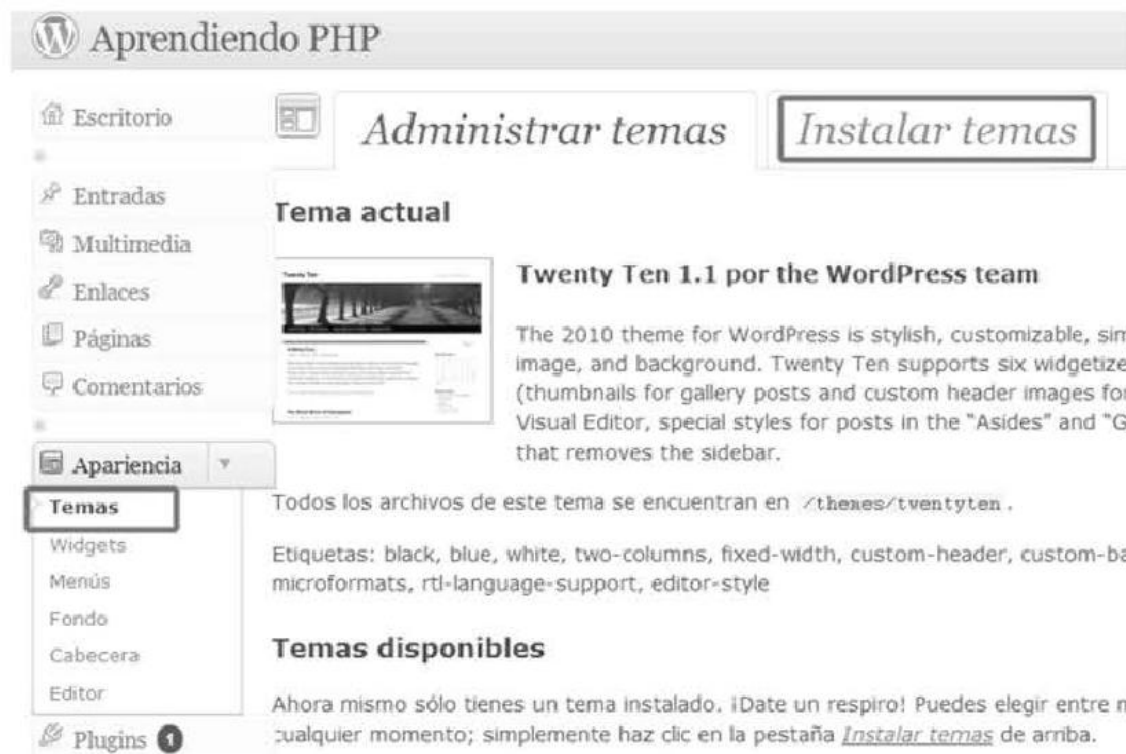 Aprendiendo PHP
Escritorio
Entradas
Multimedia
Enlaces
Páginas
Comentarios
Apariencia
Temas
Widgets
Menús
Fondo
Cabecera
Editor
Plugins 1
Administrar temas
Instalar temas
Tema actual
Twenty Ten
Twenty Ten 1.1 por the WordPress team
The 2010 theme for WordPress is stylish, customizable, sim
image, and background. Twenty Ten supports six widgetize
(thumbnails for gallery posts and custom header images for
Visual Editor, special styles for posts in the "Asides" and "G
that removes the sidebar.
Todos los archivos de este tema se encuentran en /themes/twentyten .
Etiquetas: black, blue, white, two-columns, fixed-width, custom-header, custom-ba
microformats, rtl-language-support, editor-style
Temas disponibles
Ahora mismo sólo tienes un tema instalado. ¡Date un respiro! Puedes elegir entre m
cualquier momento; simplemente haz clic en la pestaña Instalar temas de arriba.